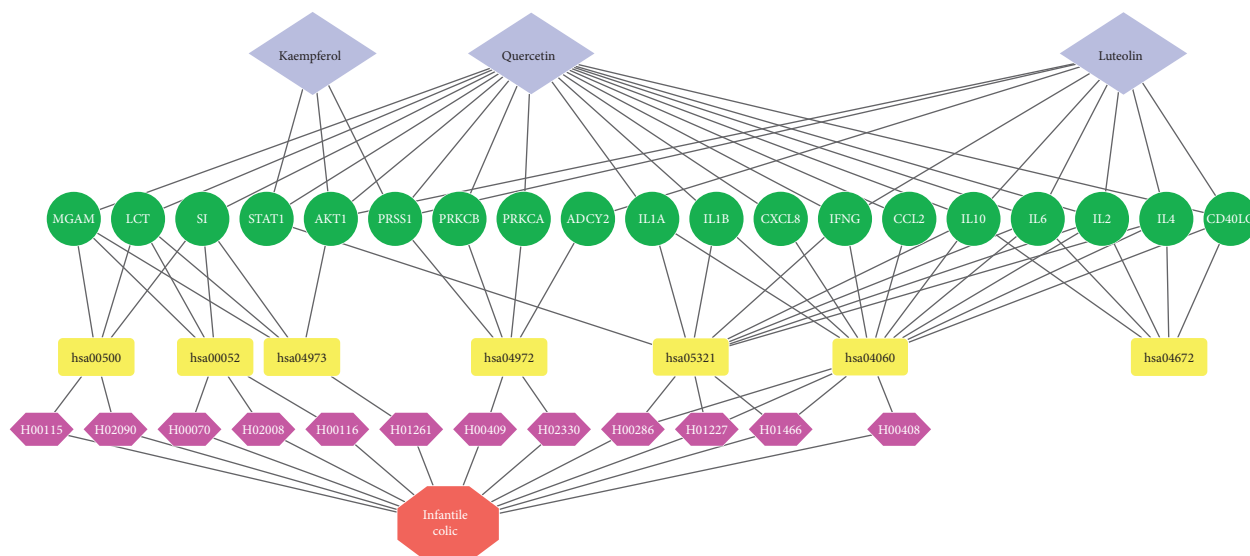 Kaempferol
Quercetin
Luteolin
MGAM
LCT
SI
STAT1
AKT1
PRSS1
PRKCB
PRKCA
ADCY2
IL1A
IL1B
CXCL8
IFNG
CCL2
IL10
IL6
IL2
IL4
CD40LG
hsa00500
hsa00052
hsa04973
hsa04972
hsa05321
hsa04060
hsa04672
H00115
H02090
H00070
H02008
H00116
H01261
H00409
H02330
H00286
H01227
H01466
H00408
Infantile
colic